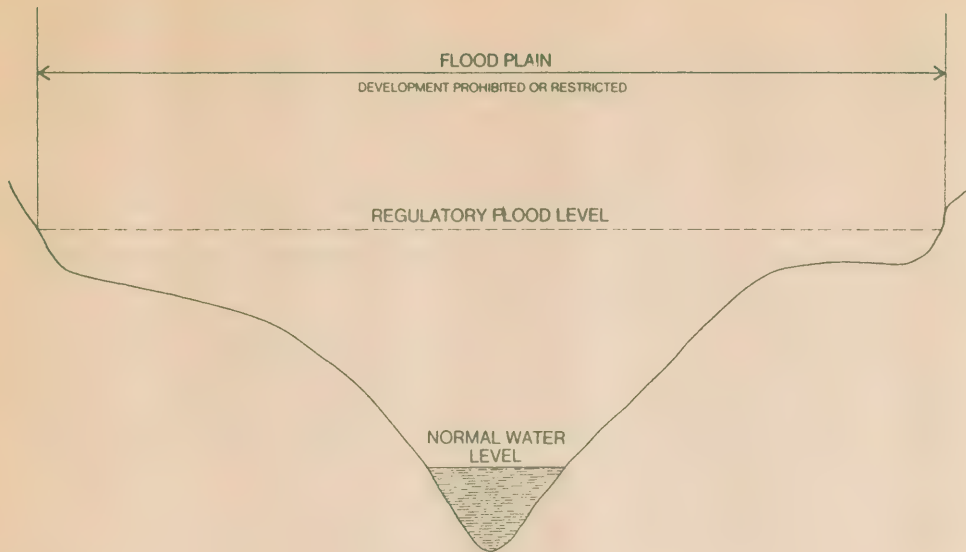 FLOOD PLAIN
DEVELOPMENT PROHIBITED OR RESTRICTED
REGULATORY FLOOD LEVEL
NORMAL WATER
LEVEL